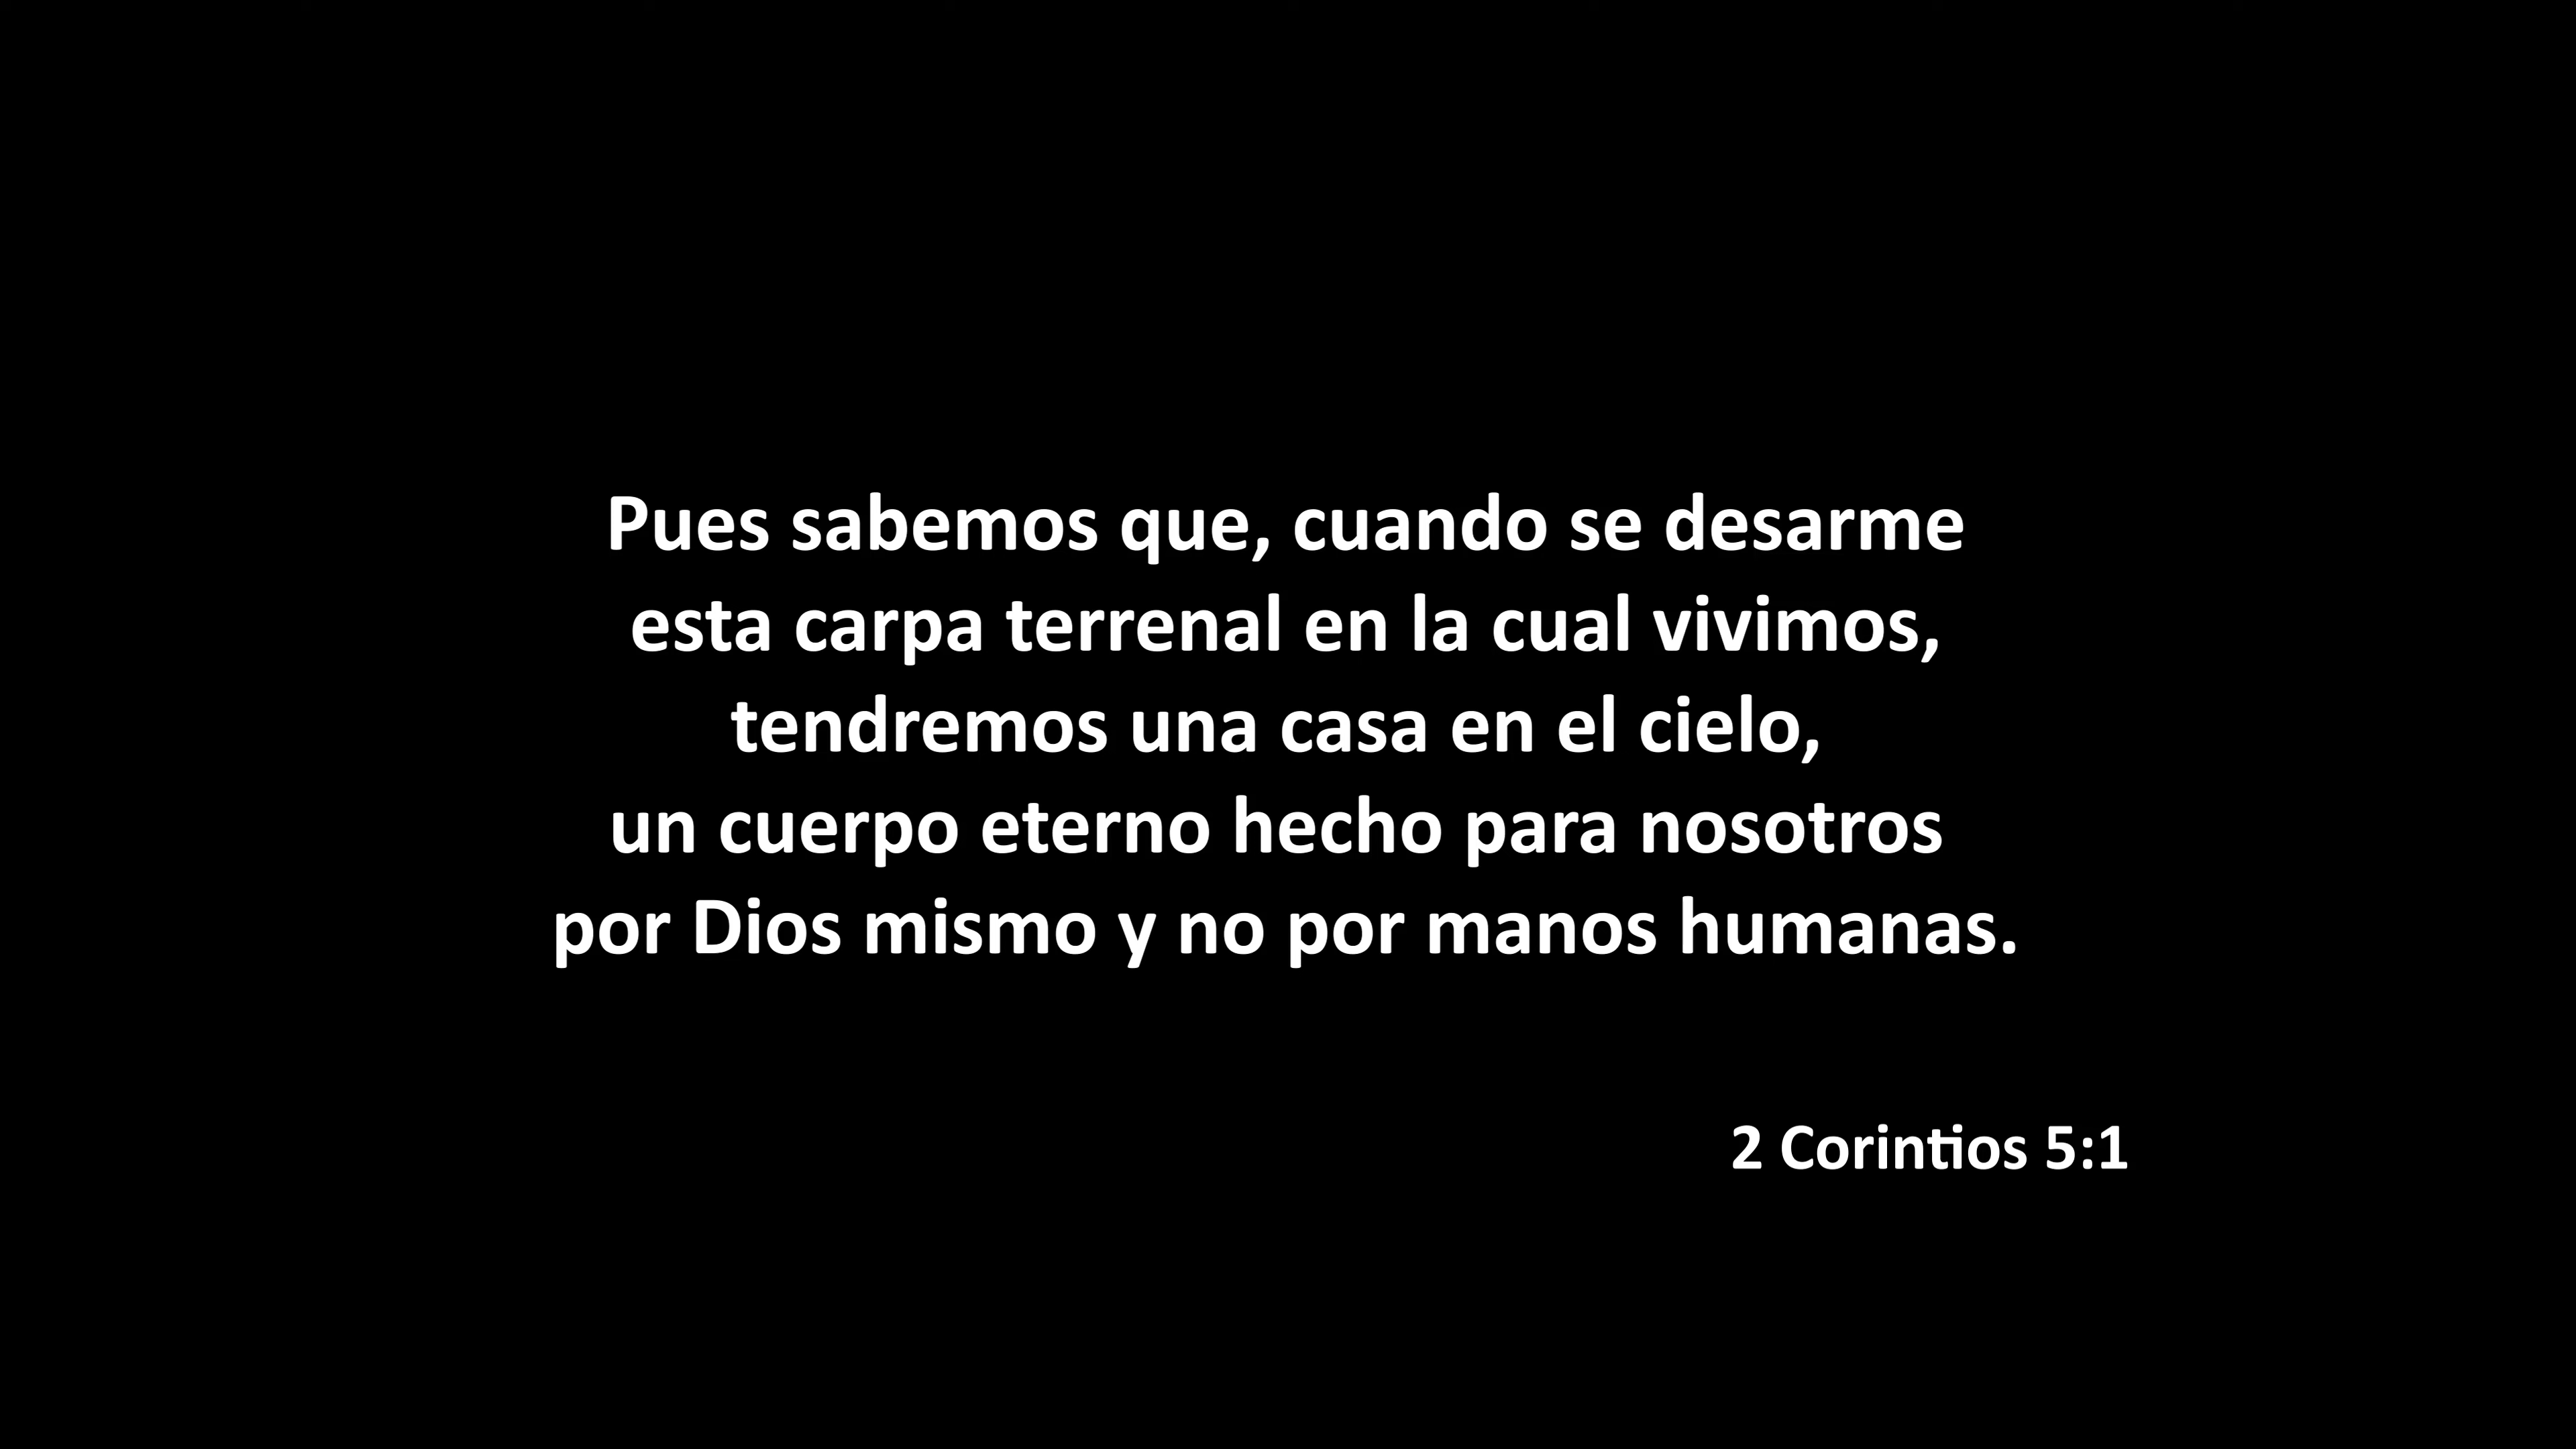 Pues sabemos que, cuando se desarme
esta carpa terrenal en la cual vivimos,
tendremos una casa en el cielo,
un cuerpo eterno hecho para nosotros
por Dios mismo y no por manos humanas.
2 Corintios 5:1